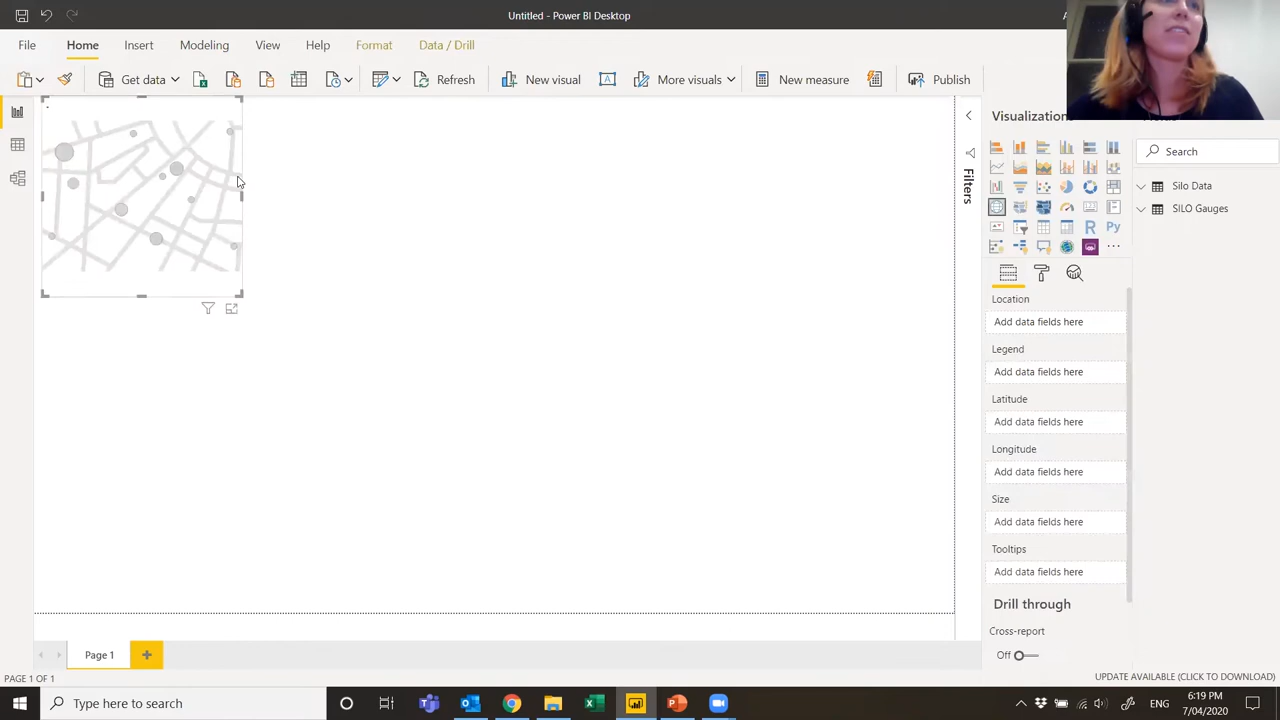 Untitled - Power BI Desktop
File
Home
Insert
Modeling
View
Help
Format
Data / Drill
Get data
Refresh
New visual
More visuals
New measure
Publish
Filters
Visualizations
R
Py
Location
Add data fields here
Legend
Add data fields here
Latitude
Add data fields here
Longitude
Add data fields here
Size
Add data fields here
Tooltips
Add data fields here
Drill through
Cross-report
Off
Search
Silo Data
SILO Gauges
Page 1
PAGE 1 OF 1
UPDATE AVAILABLE (CLICK TO DOWNLOAD)
Type here to search
ENG
6:19 PM
7/04/2020